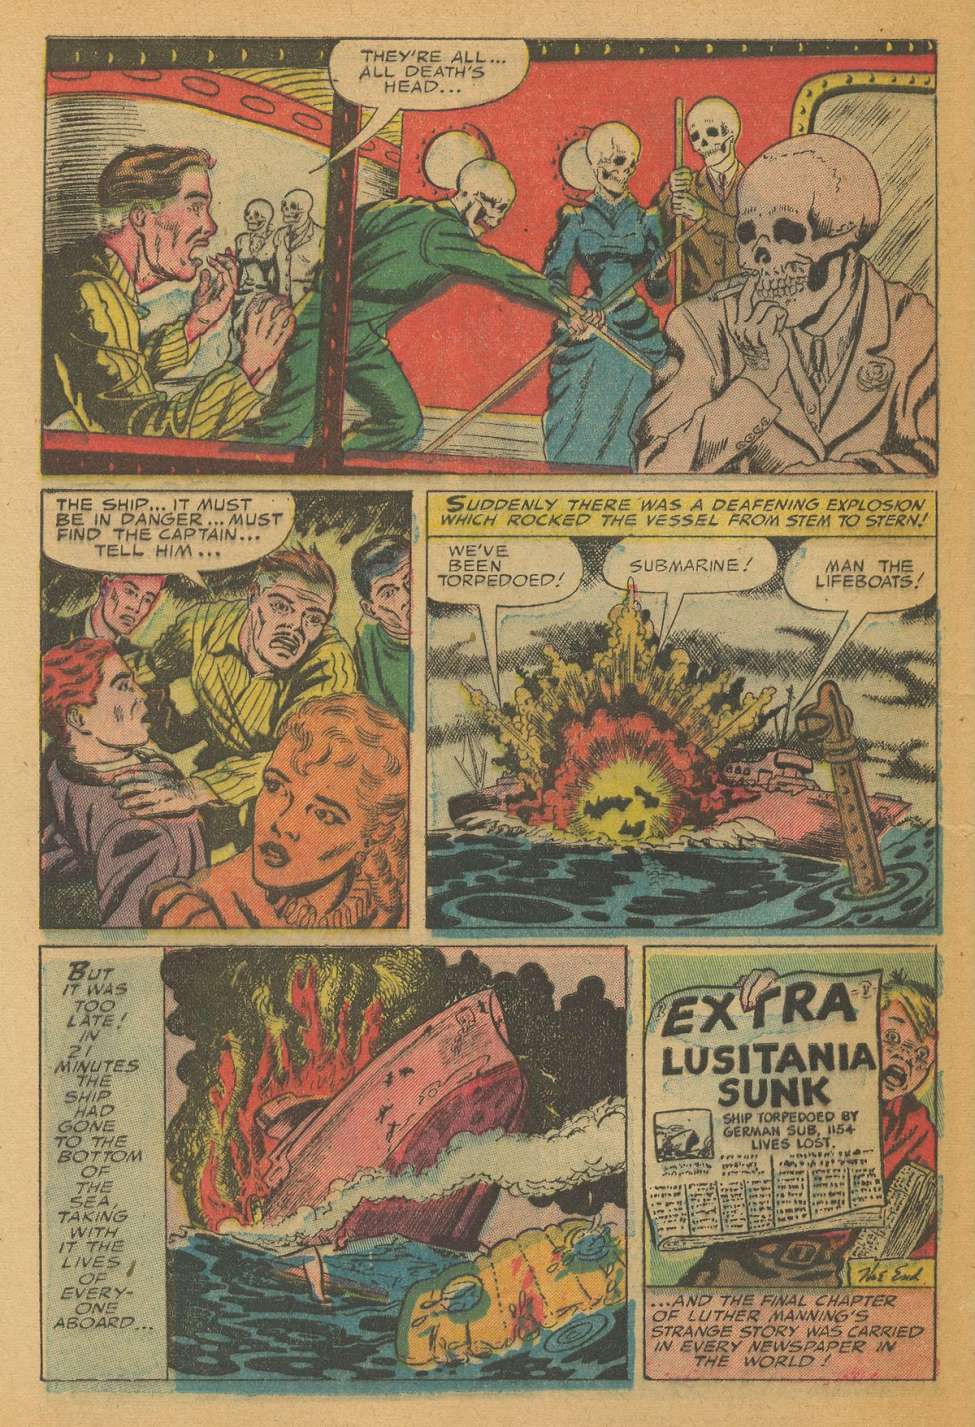 THEY'RE ALL...
ALL DEATH'S
HEAD...
THE SHIP... IT MUST
BE IN DANGER... MUST
FIND THE CAPTAIN...
TELL HIM...
SUDDENLY THERE WAS A DEAFENING EXPLOSION
WHICH ROCKED THE VESSEL FROM STEM TO STERN!
WE'VE
BEEN
TORPEDOED!
SUBMARINE!
MAN THE
LIFEBOATS!
BUT
IT WAS
TOO
LATE!
IN
21
MINUTES
THE
SHIP
HAD
GONE
TO THE
BOTTOM
OF
THE
SEA
TAKING
WITH
IT THE
LIVES
OF
EVERY-
ONE
ABOARD...
EXTRA
LUSITANIA
SUNK
SHIP TORPEDOED BY
GERMAN SUB, 1154
LIVES LOST.
The End
...AND THE FINAL CHAPTER
OF LUTHER MANNING'S
STRANGE STORY WAS CARRIED
IN EVERY NEWSPAPER IN
THE WORLD!